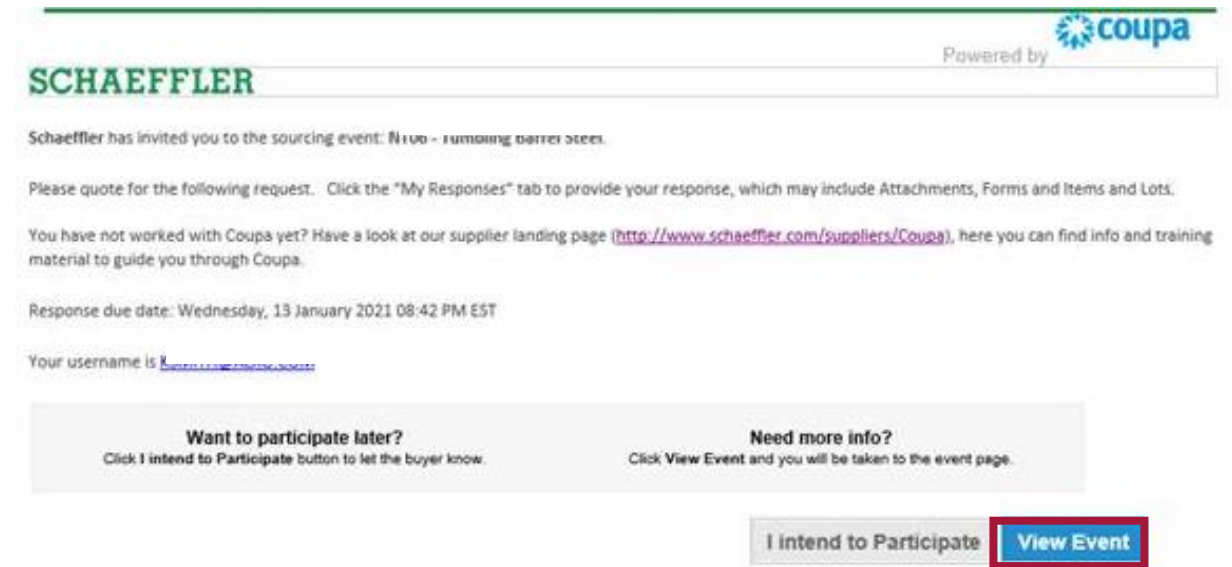 coupa
Powered by
SCHAEFFLER
Schaeffler has invited you to the sourcing event: N106 - Tumbling Barrel Steel.
Please quote for the following request. Click the "My Responses" tab to provide your response, which may include Attachments, Forms and Items and Lots.
You have not worked with Coupa yet? Have a look at our supplier landing page (http://www.schaeffler.com/suppliers/Coupa), here you can find info and training
material to guide you through Coupa.
Response due date: Wednesday, 13 January 2021 08:42 PM EST
Your username is
Want to participate later?
Click I intend to Participate button to let the buyer know.
Need more info?
Click View Event and you will be taken to the event page.
I intend to Participate
View Event